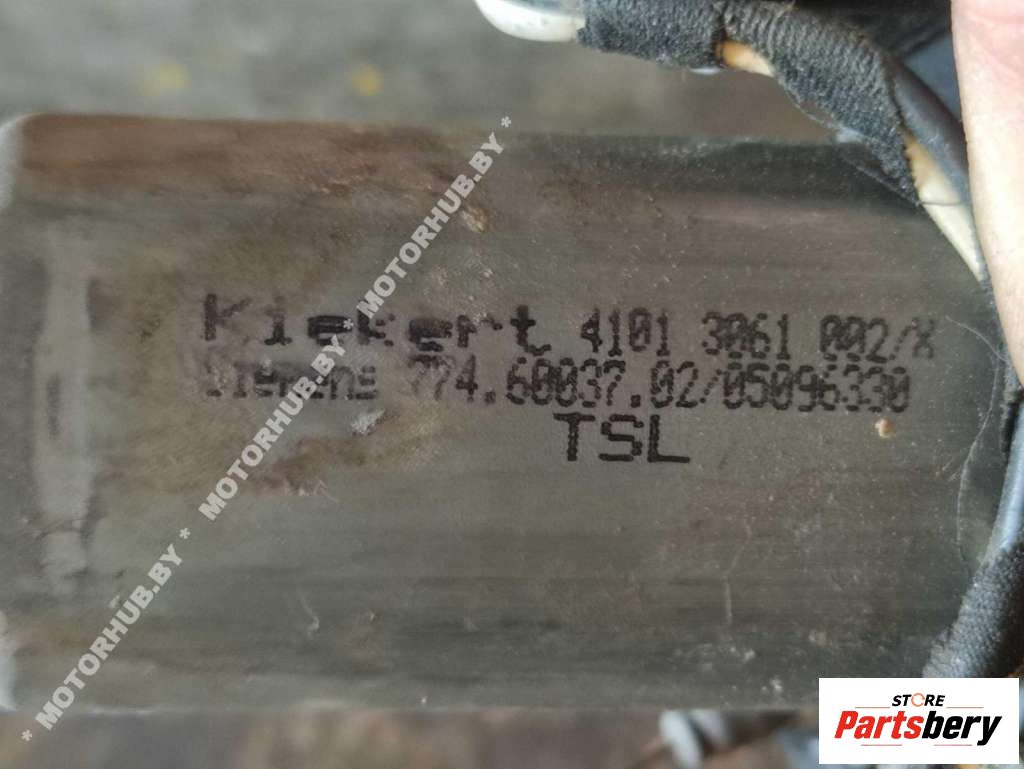 Kiekert 4101 3061 002/X
Siemens 774.60037.02/05096330
TSL
* MOTORHUB.BY * MOTORHUB.BY * MOTORHUB.BY *
STORE
Partsbery